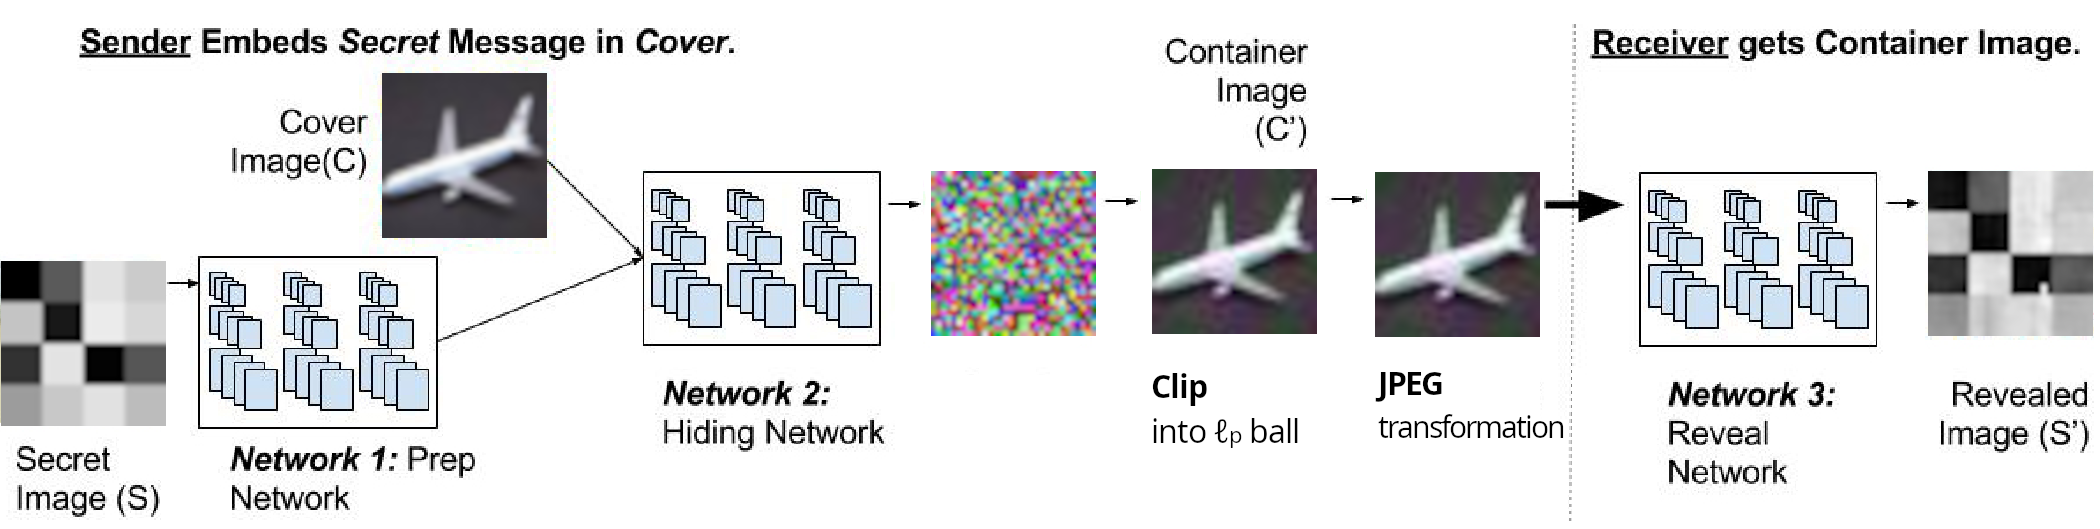 Sender Embeds Secret Message in Cover.
Cover
Image(C)
Secret
Image (S)
Network 1: Prep
Network
Network 2:
Hiding Network
Container
Image
(C’)
Clip
into ℓp ball
JPEG
transformation
Receiver gets Container Image.
Network 3:
Reveal
Network
Revealed
Image (S’)